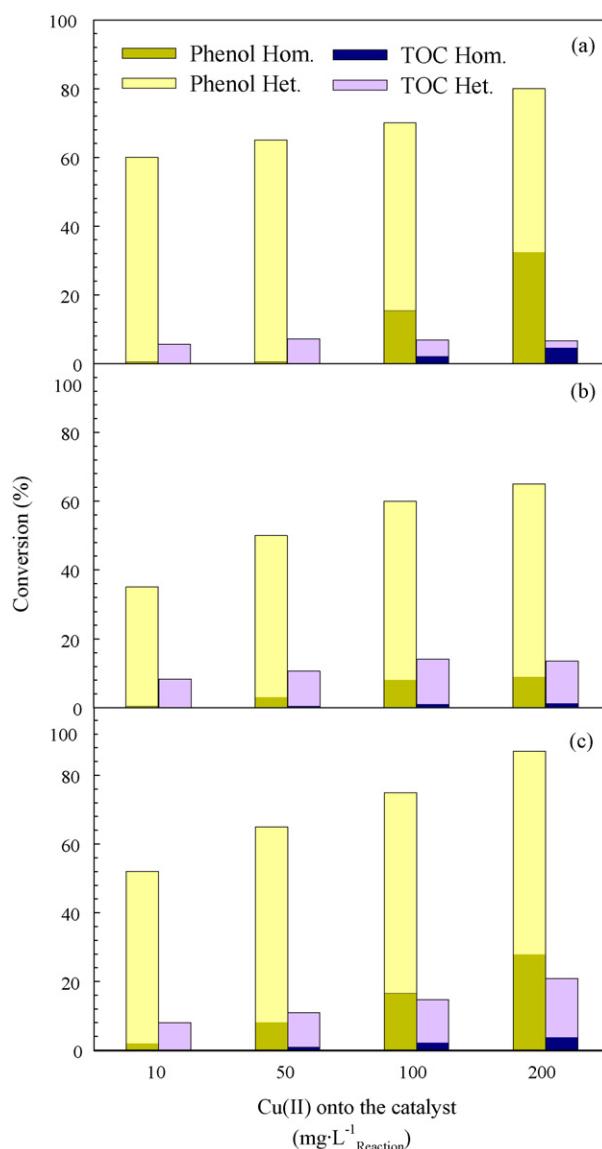 100
(a)
Phenol Hom. TOC Hom.
Phenol Het. TOC Het.
80
60
40
20
0
100
(b)
80
60
40
20
0
100
(c)
80
60
40
20
0
Conversion (%)
10 50 100 200
Cu(II) onto the catalyst
(mg·L⁻¹Reaction)